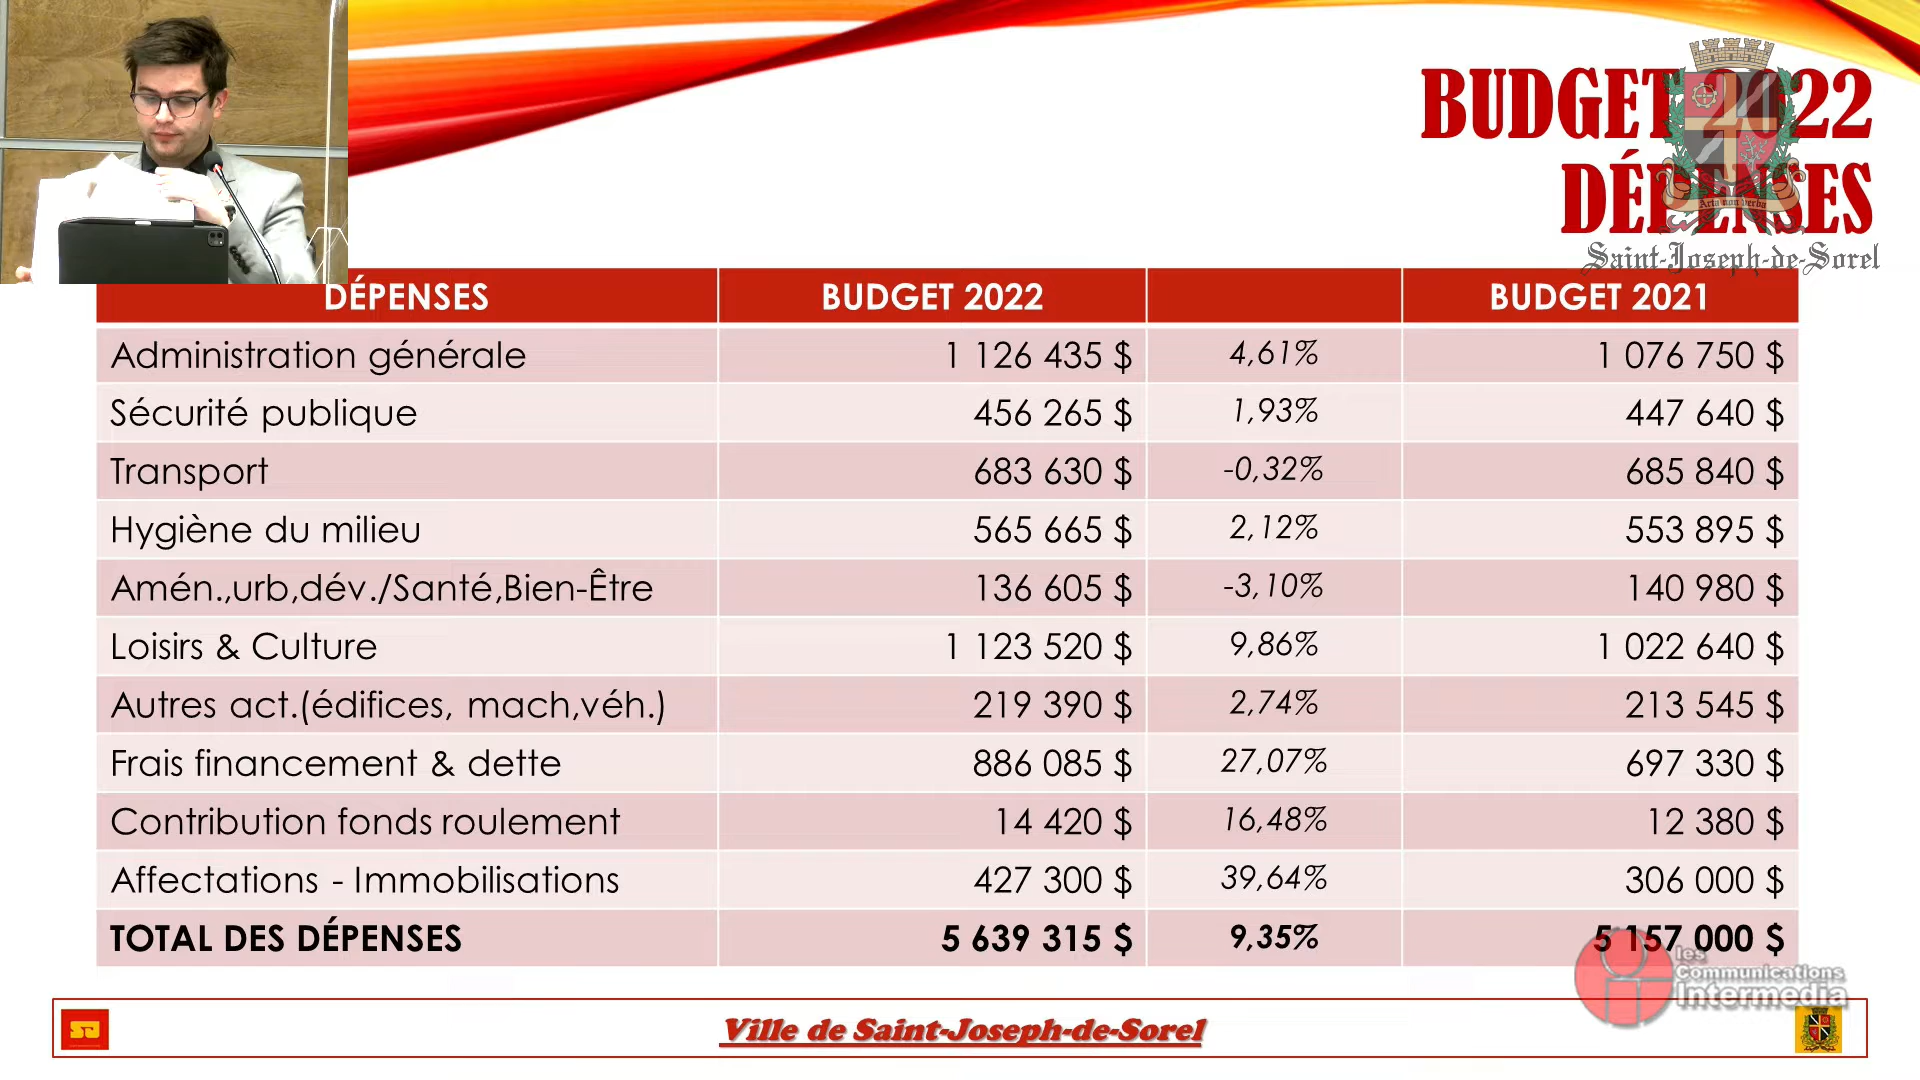 BUDGET 2022
DÉPENSES
Acta non verba
Saint-Joseph-de-Sorel
DÉPENSES BUDGET 2022 BUDGET 2021
Administration générale 1 126 435 $ 4,61% 1 076 750 $
Sécurité publique 456 265 $ 1,93% 447 640 $
Transport 683 630 $ -0,32% 685 840 $
Hygiène du milieu 565 665 $ 2,12% 553 895 $
Amén.,urb,dév./Santé,Bien-Être 136 605 $ -3,10% 140 980 $
Loisirs & Culture 1 123 520 $ 9,86% 1 022 640 $
Autres act.(édifices, mach,véh.) 219 390 $ 2,74% 213 545 $
Frais financement & dette 886 085 $ 27,07% 697 330 $
Contribution fonds roulement 14 420 $ 16,48% 12 380 $
Affectations - Immobilisations 427 300 $ 39,64% 306 000 $
TOTAL DES DÉPENSES 5 639 315 $ 9,35% 5 157 000 $
les
Communications
Intermedia
Ville de Saint-Joseph-de-Sorel